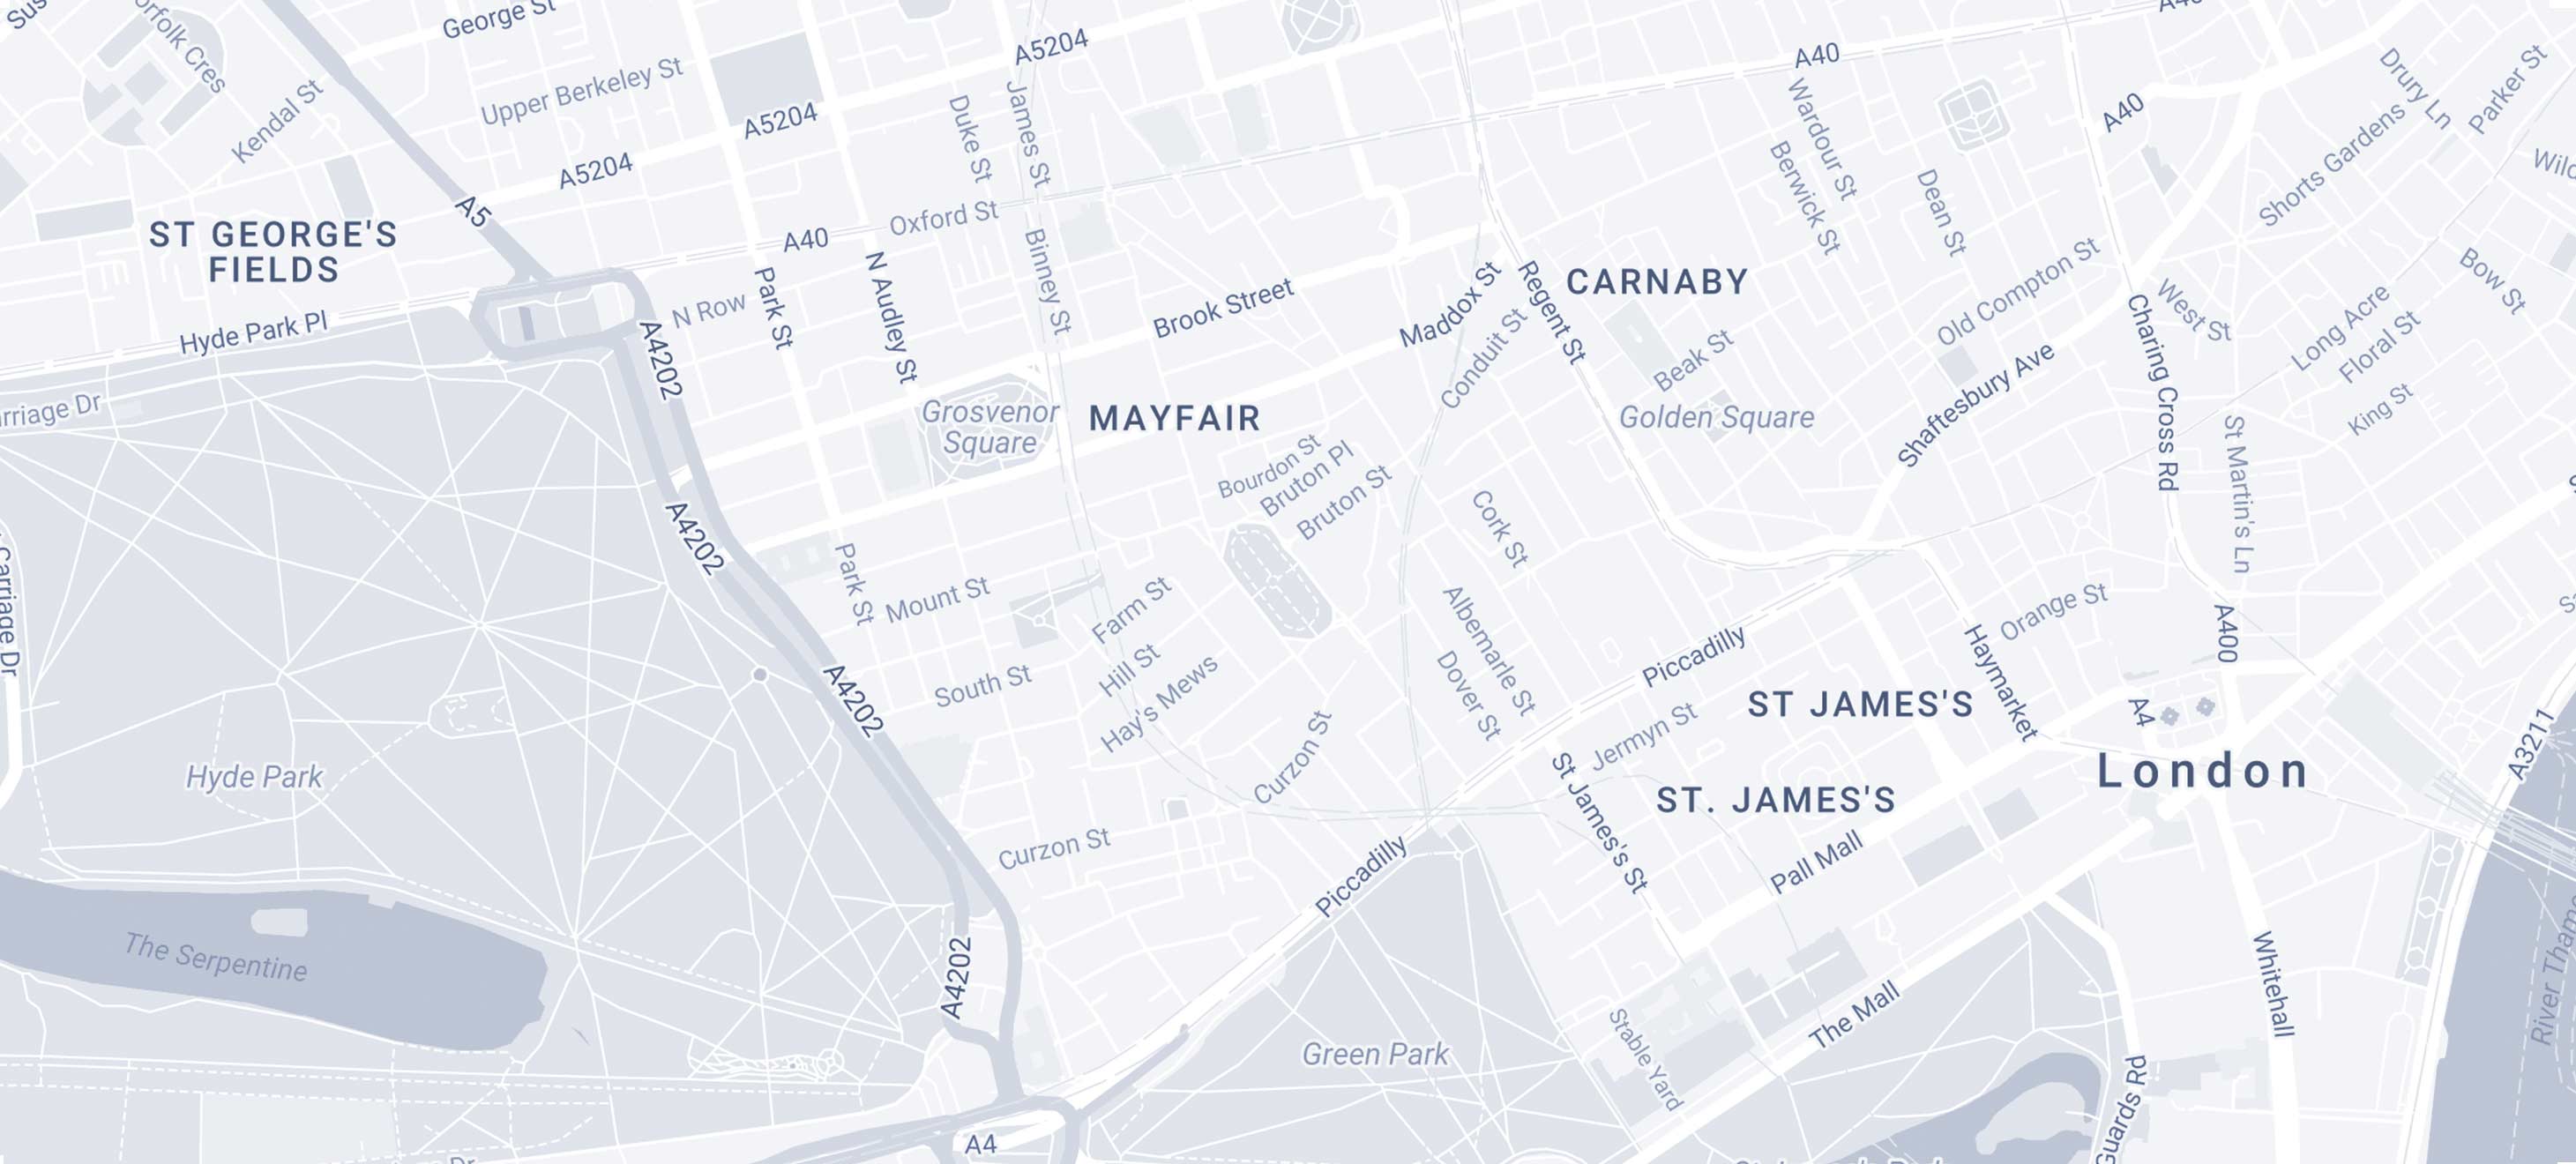 Norfolk Cres
George St
A5204
A40
Drury Ln
Parker St
Kendal St
Upper Berkeley St
A5204
A5204
Duke St
James St
Wardour St
Berwick St
A40
Shorts Gardens
Dean St
A5
ST GEORGE'S
FIELDS
A40
Oxford St
Binney St
Hyde Park Pl
N Row
Park St
N Audley St
Brook Street
Maddox St
Conduit St
Regent St
CARNABY
Beak St
Old Compton St
West St
Bow St
Long Acre
Floral St
King St
A4202
Grosvenor
Square
MAYFAIR
Golden Square
Shaftesbury Ave
Charing Cross Rd
St Martin's Ln
Bourdon St
Bruton Pl
Bruton St
Cork St
A4202
Carriage Dr
Park St
Mount St
Farm St
Albemarle St
Orange St
Haymarket
A400
South St
Hill St
Hay's Mews
Dover St
Piccadilly
A4202
ST JAMES'S
A4
Hyde Park
Curzon St
Jermyn St
St James's St
ST. JAMES'S
London
A3211
Curzon St
Piccadilly
Pall Mall
The Serpentine
A4202
The Mall
Whitehall
Stable Yard
Green Park
Guards Rd
A4